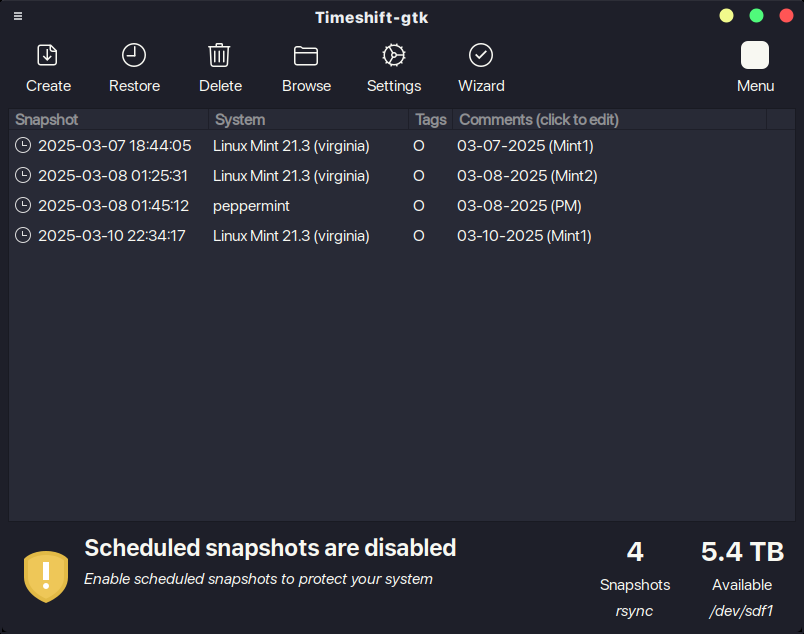 Timeshift-gtk
Create Restore Delete Browse Settings Wizard Menu
Snapshot System Tags Comments (click to edit)
2025-03-07 18:44:05 Linux Mint 21.3 (virginia) O 03-07-2025 (Mint1)
2025-03-08 01:25:31 Linux Mint 21.3 (virginia) O 03-08-2025 (Mint2)
2025-03-08 01:45:12 peppermint O 03-08-2025 (PM)
2025-03-10 22:34:17 Linux Mint 21.3 (virginia) O 03-10-2025 (Mint1)
Scheduled snapshots are disabled
Enable scheduled snapshots to protect your system
4 5.4 TB
Snapshots Available
rsync /dev/sdf1